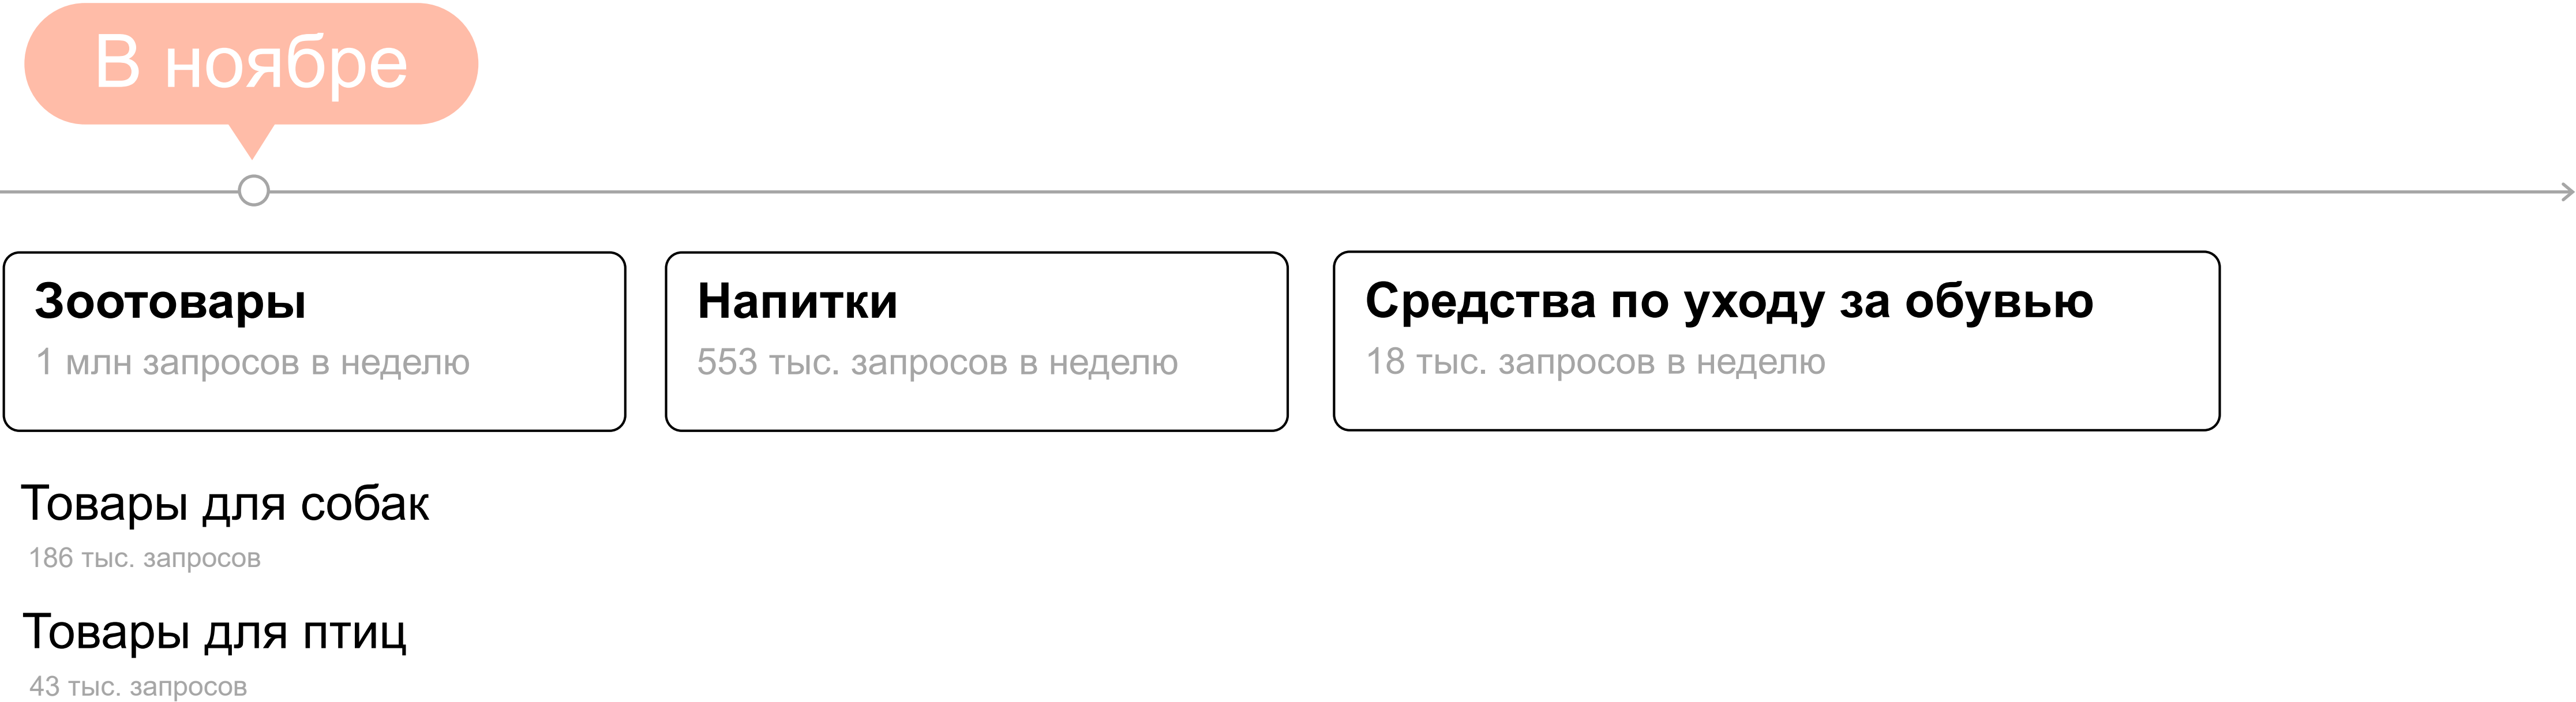 В ноябре
Зоотовары
1 млн запросов в неделю
Напитки
553 тыс. запросов в неделю
Средства по уходу за обувью
18 тыс. запросов в неделю
Товары для собак
186 тыс. запросов
Товары для птиц
43 тыс. запросов